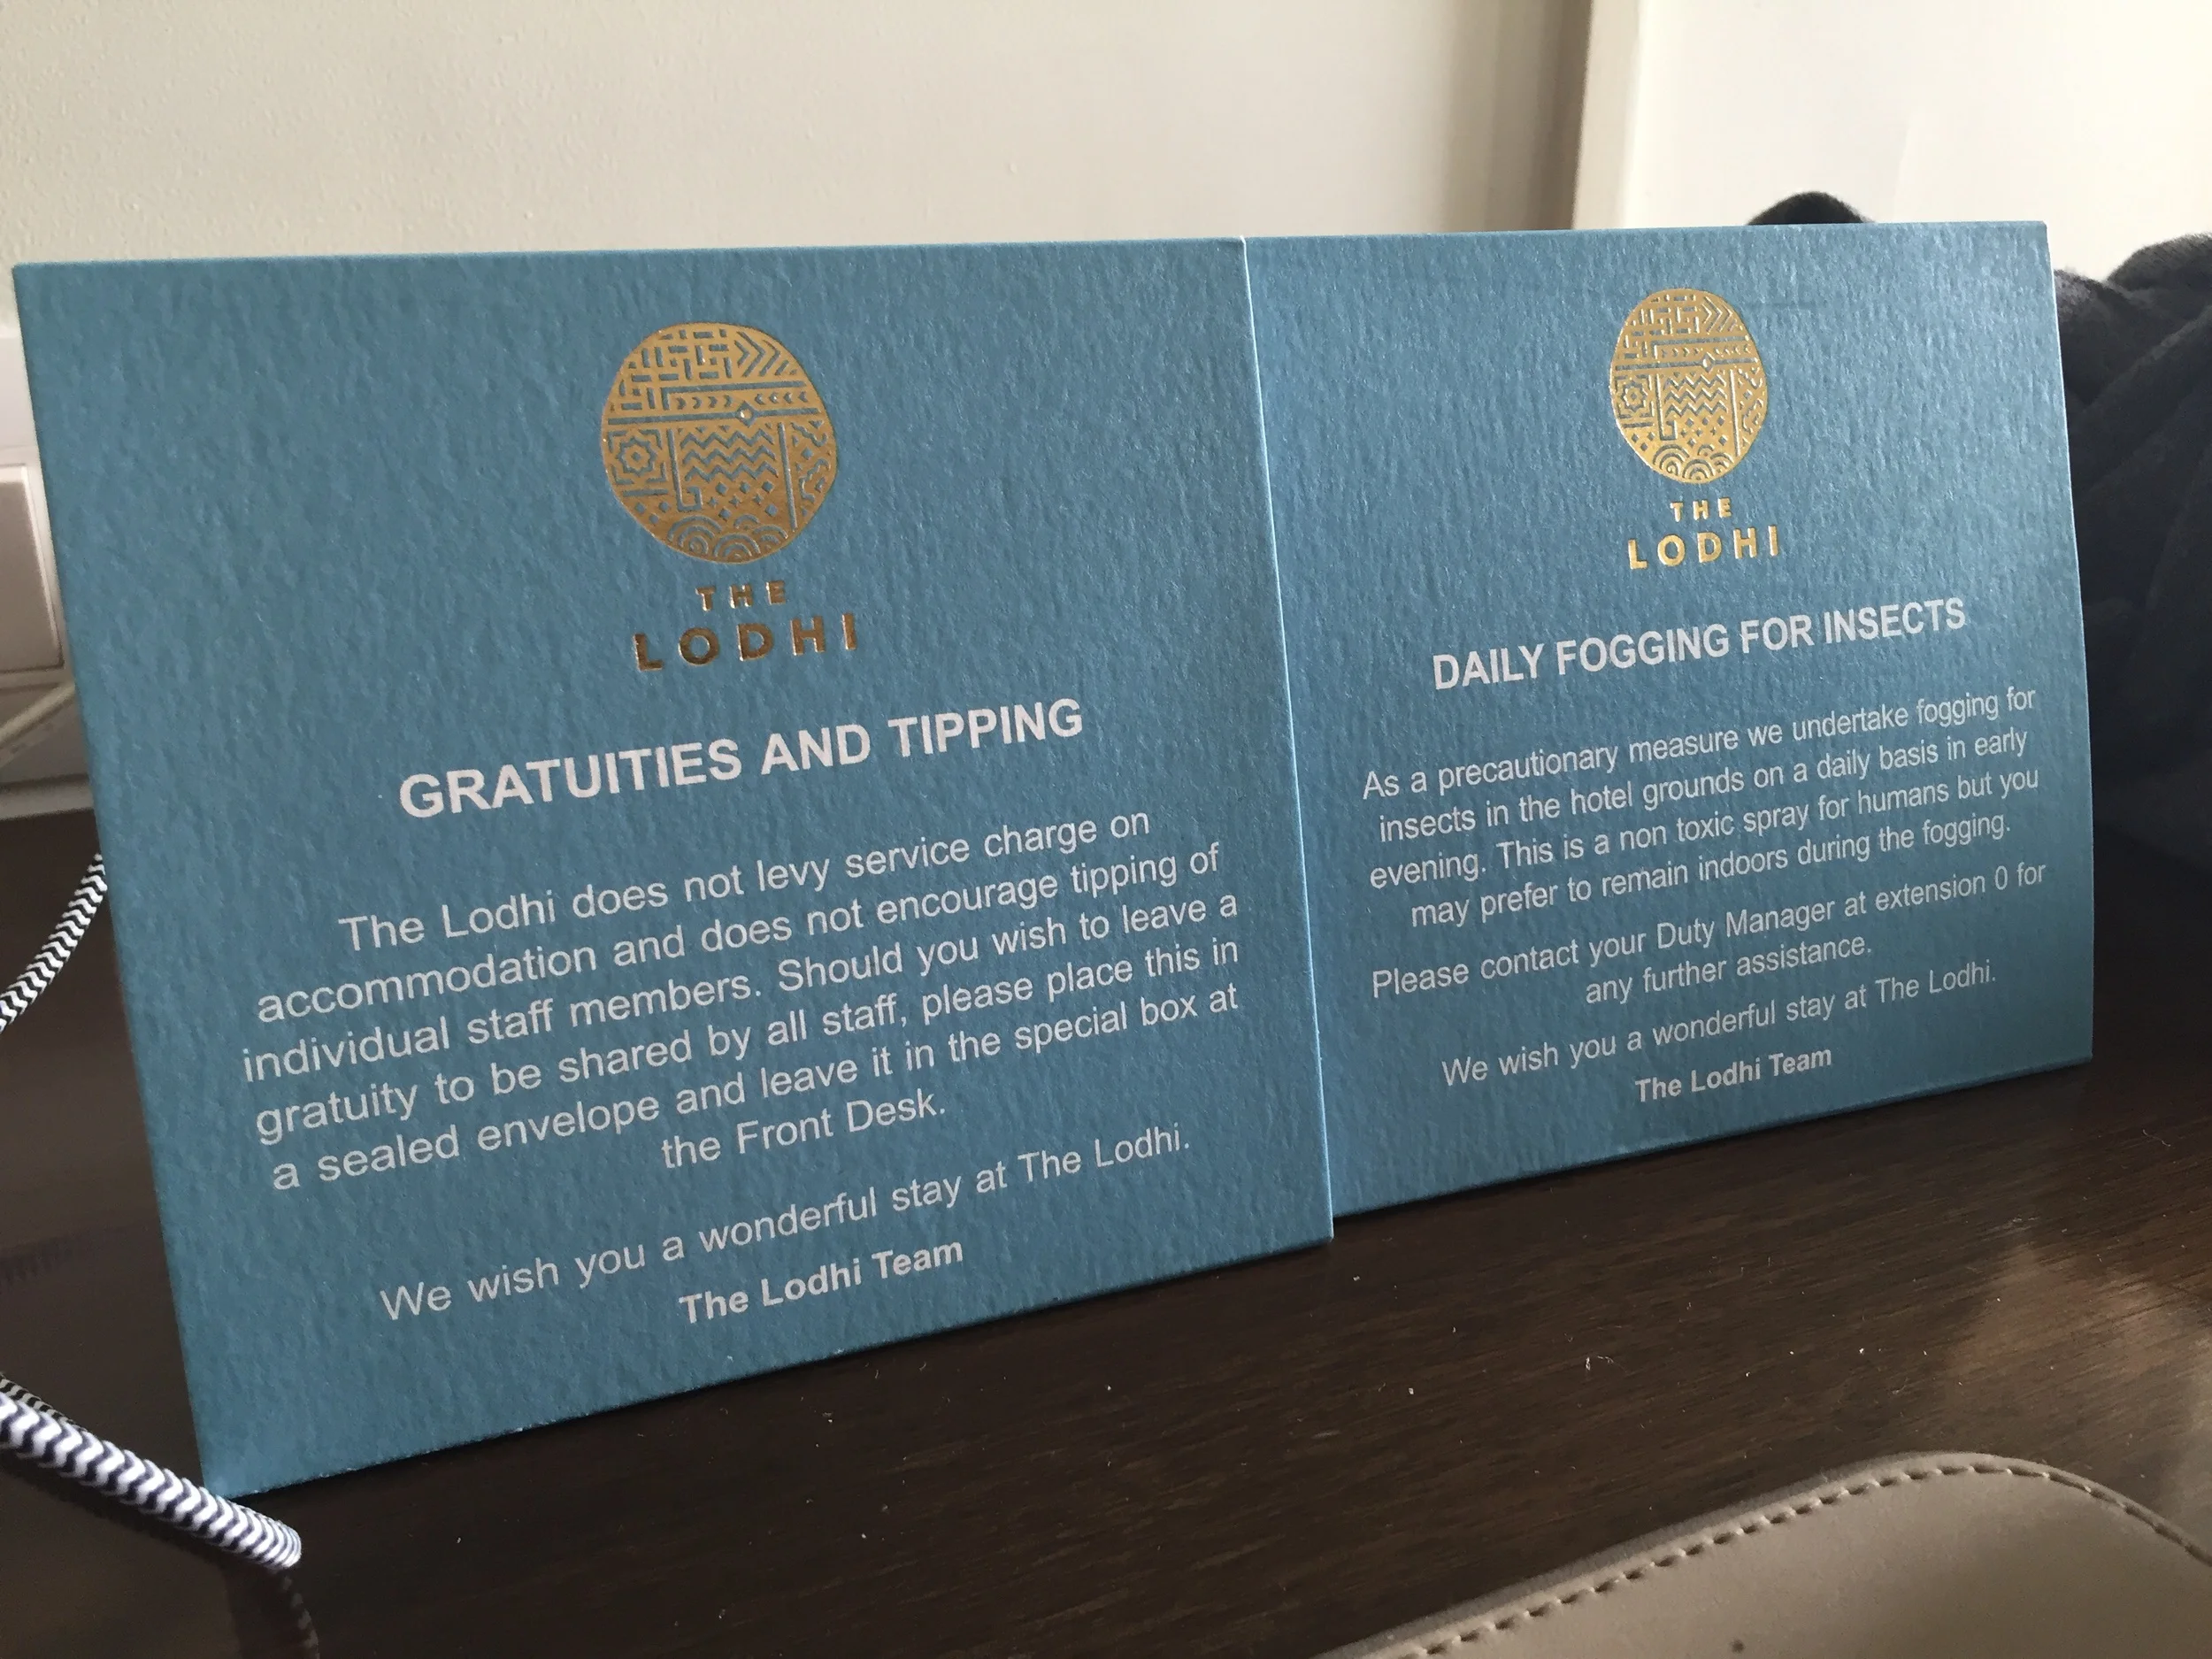 THE
LODHI
GRATUITIES AND TIPPING
The Lodhi does not levy service charge on
accommodation and does not encourage tipping of
individual staff members. Should you wish to leave a
gratuity to be shared by all staff, please place this in
a sealed envelope and leave it in the special box at
the Front Desk.
We wish you a wonderful stay at The Lodhi.
The Lodhi Team
THE
LODHI
DAILY FOGGING FOR INSECTS
As a precautionary measure we undertake fogging for
insects in the hotel grounds on a daily basis in early
evening. This is a non toxic spray for humans but you
may prefer to remain indoors during the fogging.
Please contact your Duty Manager at extension 0 for
any further assistance.
We wish you a wonderful stay at The Lodhi.
The Lodhi Team